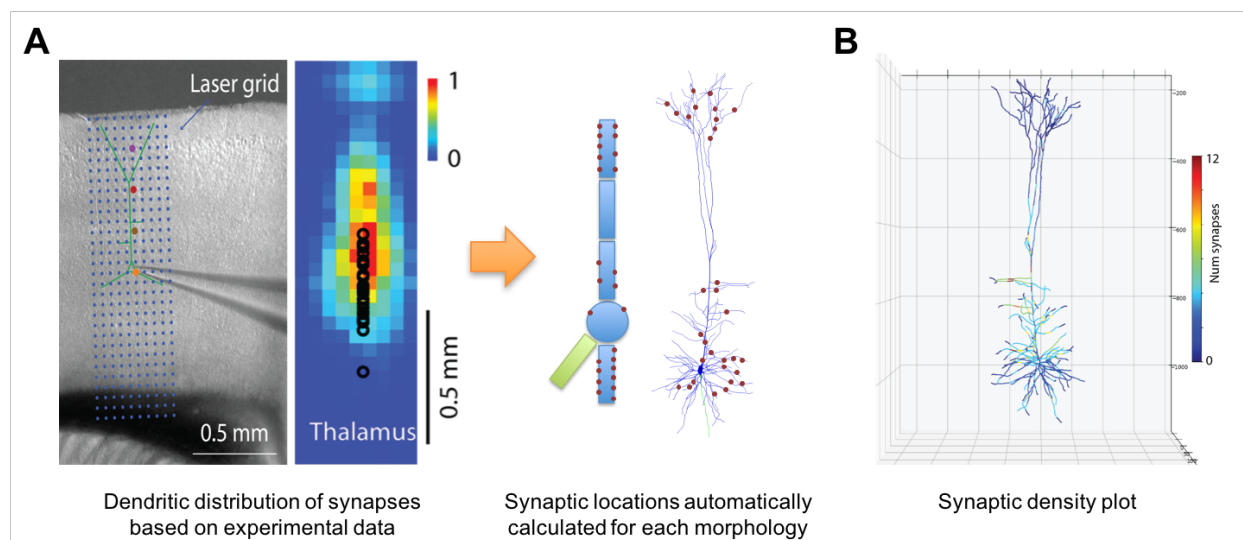 A
Laser grid
0.5 mm
1
0
Thalamus
0.5 mm
B
-200
-400
-600
-800
-1000
12
Num synapses
0
Dendritic distribution of synapses
based on experimental data
Synaptic locations automatically
calculated for each morphology
Synaptic density plot